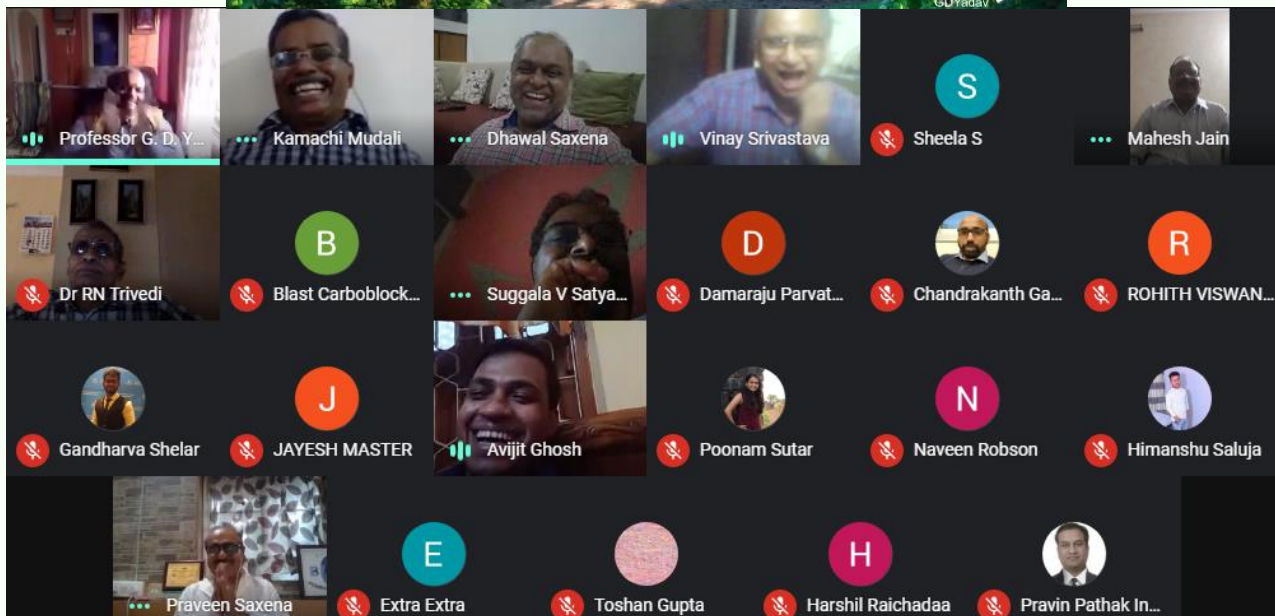 GDYadav
Professor G. D. Y...
Kamachi Mudali
Dhawal Saxena
Vinay Srivastava
S
Sheela S
Mahesh Jain
Dr RN Trivedi
B
Blast Carboblock...
Suggala V Satya...
D
Damaraju Parvat...
Chandrakanth Ga...
R
ROHITH VISWAN...
Gandharva Shelar
J
JAYESH MASTER
Avijit Ghosh
Poonam Sutar
N
Naveen Robson
Himanshu Saluja
Praveen Saxena
E
Extra Extra
Toshan Gupta
H
Harshil Raichadaa
Pravin Pathak In...